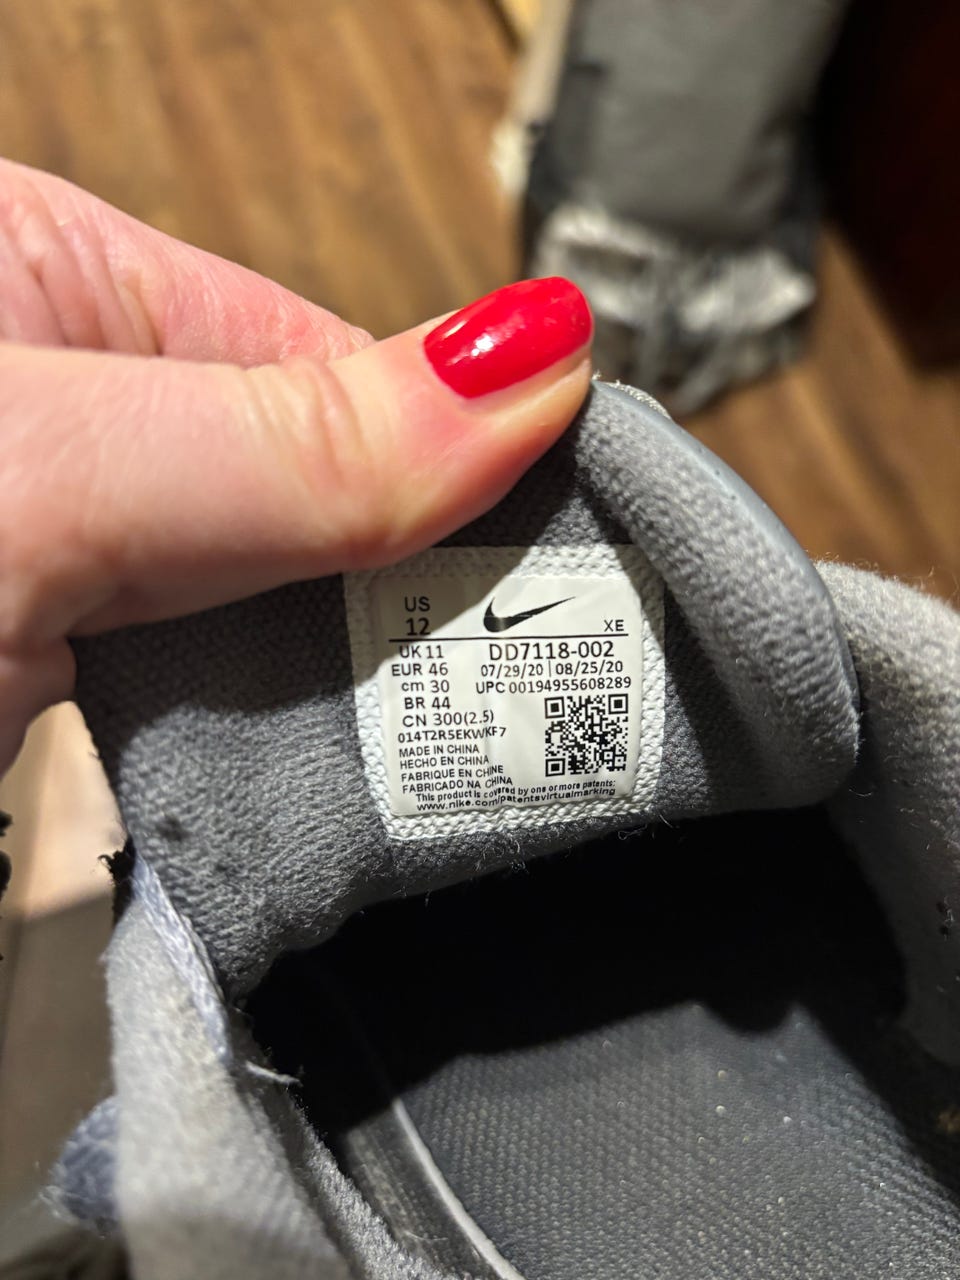 US
12
XE
UK 11
DD7118-002
EUR 46
07/29/20 | 08/25/20
cm 30
UPC 00194955608289
BR 44
CN 300(2.5)
014T2R5EKWKF7
MADE IN CHINA
HECHO EN CHINA
FABRIQUE EN CHINE
FABRICADO NA CHINA
This product is covered by one or more patents:
www.nike.com/patentsvirtualmarking